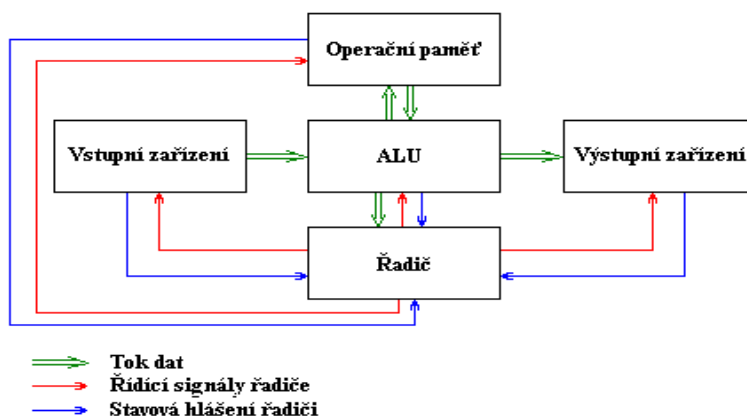 Operační paměť
Vstupní zařízení
ALU
Výstupní zařízení
Řadič
Tok dat
Řídící signály řadiče
Stavová hlášení řadiči